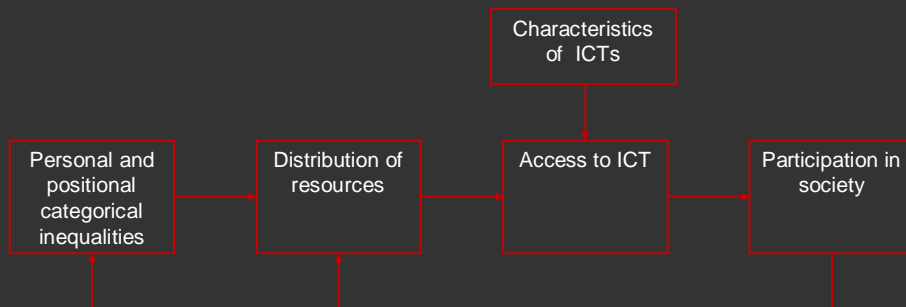 Characteristics
of ICTs
Personal and
positional
categorical
inequalities
Distribution of
resources
Access to ICT
Participation in
society